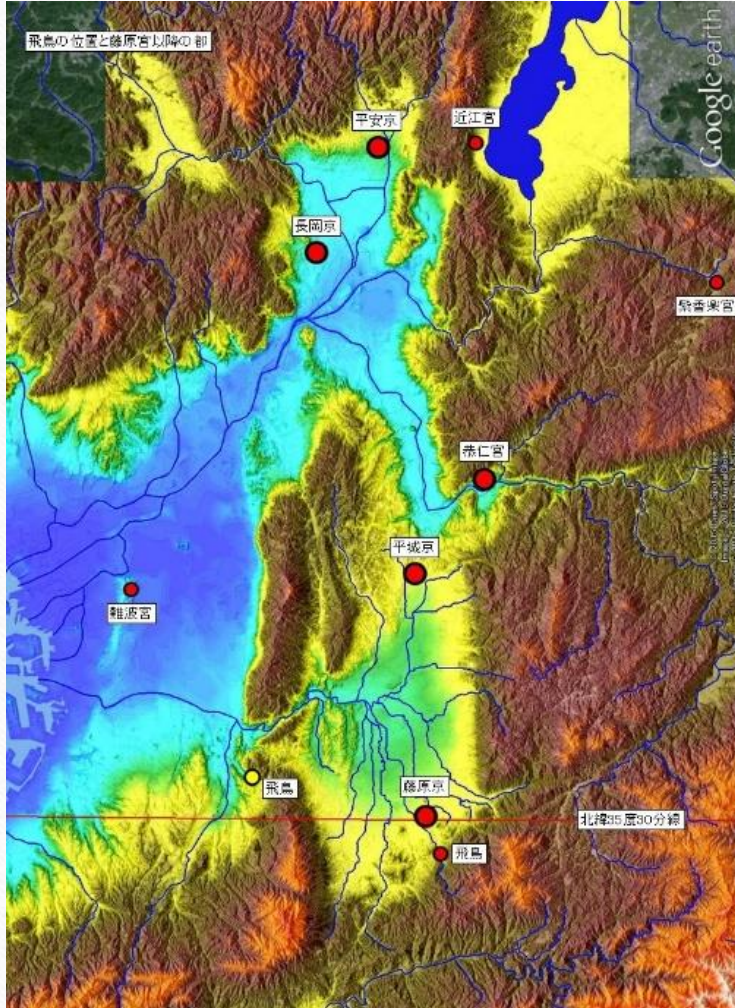 飛鳥の位置と藤原宮以降の都
Google earth
平安京
近江宮
長岡京
紫香楽宮
恭仁宮
平城京
難波宮
飛鳥
藤原京
北緯35度30分線
飛鳥